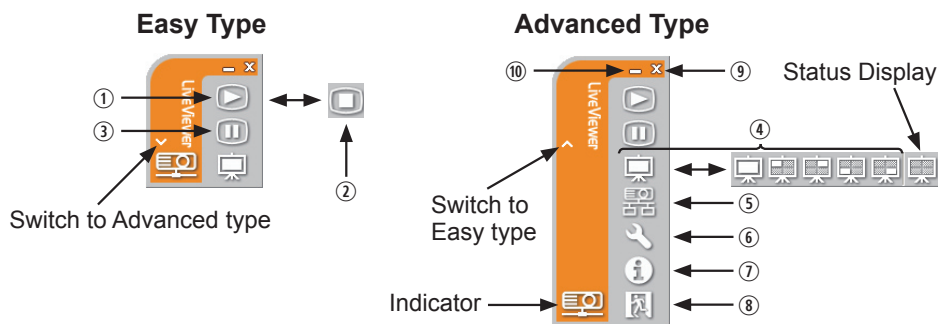 Easy Type
Advanced Type
LiveViewer
①
③
②
Switch to Advanced type
⑩
⑨
Status Display
LiveViewer
④
Switch to
Easy type
⑤
⑥
⑦
Indicator
⑧